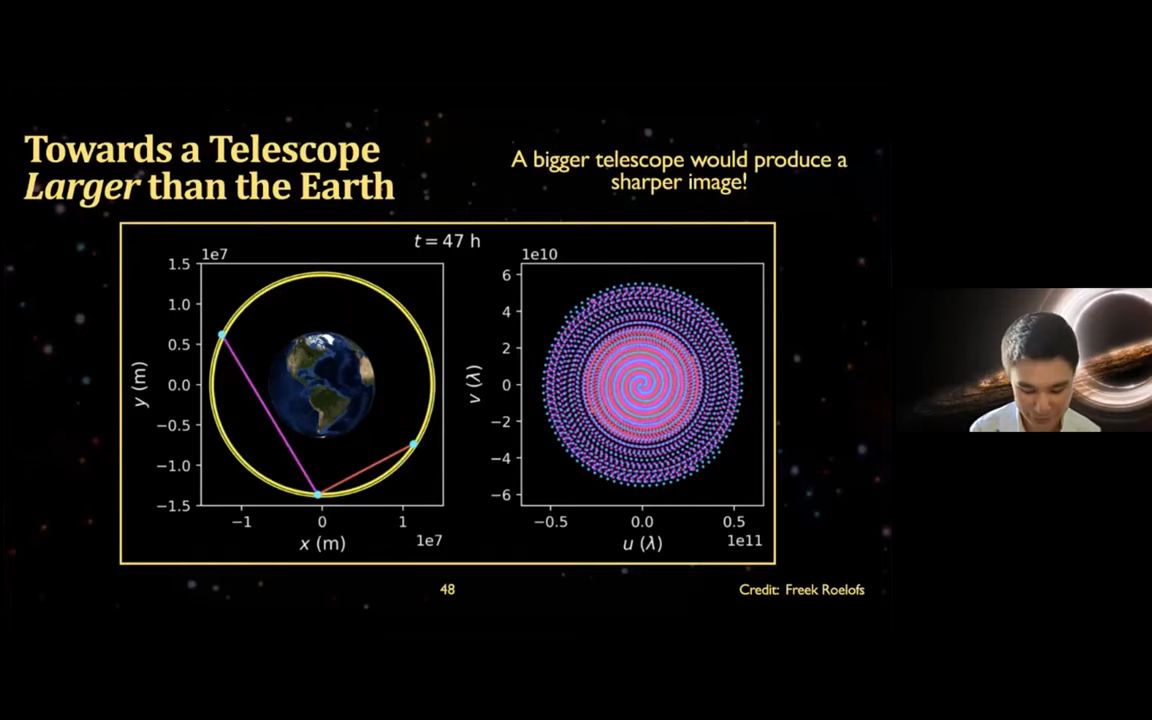 Towards a Telescope
Larger than the Earth
A bigger telescope would produce a
sharper image!
t = 47 h
1e7
1.5
1.0
0.5
0.0
−0.5
−1.0
−1.5
y (m)
−1
0
1
x (m)
1e7
1e10
6
4
2
0
−2
−4
−6
v (λ)
−0.5
0.0
0.5
u (λ)
1e11
48
Credit: Freek Roelofs